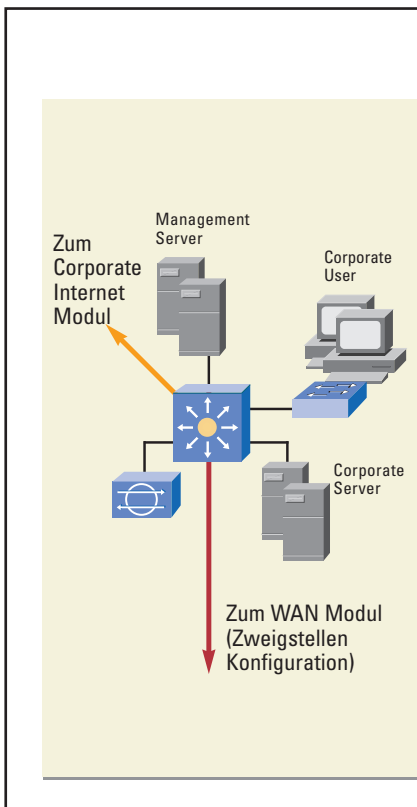 Management
Server
Zum
Corporate
Internet
Modul
Corporate
User
Corporate
Server
Zum WAN Modul
(Zweigstellen
Konfiguration)